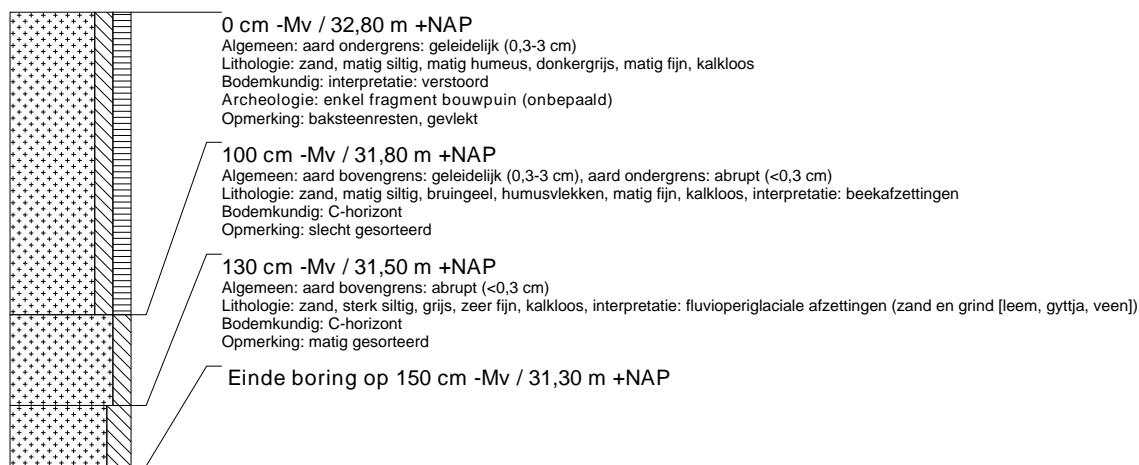 0 cm -Mv / 32,80 m +NAP
Algemeen: aard ondergrens: geleidelijk (0,3-3 cm)
Lithologie: zand, matig siltig, matig humeus, donkergrijs, matig fijn, kalkloos
Bodemkundig: interpretatie: verstoord
Archeologie: enkel fragment bouwpuin (onbepaald)
Opmerking: baksteenresten, gevlekt
100 cm -Mv / 31,80 m +NAP
Algemeen: aard bovengrens: geleidelijk (0,3-3 cm), aard ondergrens: abrupt (<0,3 cm)
Lithologie: zand, matig siltig, bruingeel, humusvlekken, matig fijn, kalkloos, interpretatie: beekafzettingen
Bodemkundig: C-horizont
Opmerking: slecht gesorteerd
130 cm -Mv / 31,50 m +NAP
Algemeen: aard bovengrens: abrupt (<0,3 cm)
Lithologie: zand, sterk siltig, grijs, zeer fijn, kalkloos, interpretatie: fluvioperiglaciale afzettingen (zand en grind [leem, gyttja, veen])
Bodemkundig: C-horizont
Opmerking: matig gesorteerd
Einde boring op 150 cm -Mv / 31,30 m +NAP